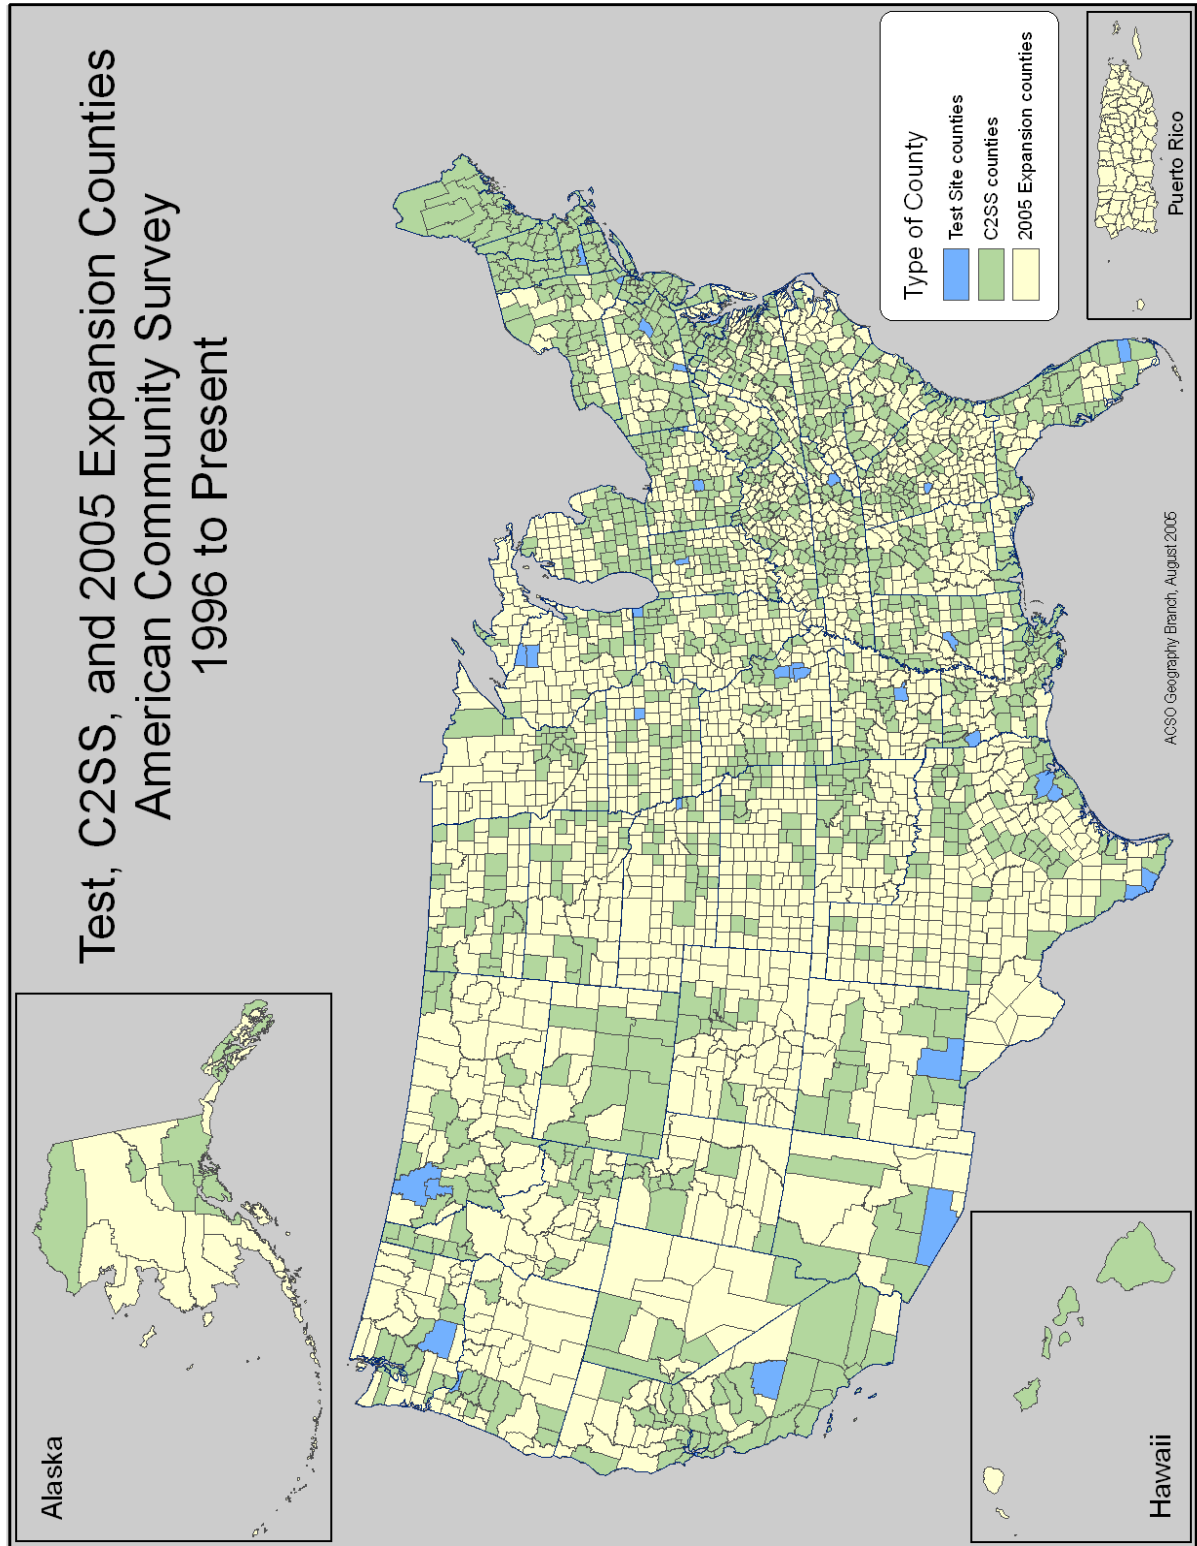 Test, C2SS, and 2005 Expansion Counties
American Community Survey
1996 to Present
Alaska
Hawaii
Type of County
Test Site counties
C2SS counties
2005 Expansion counties
Puerto Rico
ACSO Geography Branch, August 2005